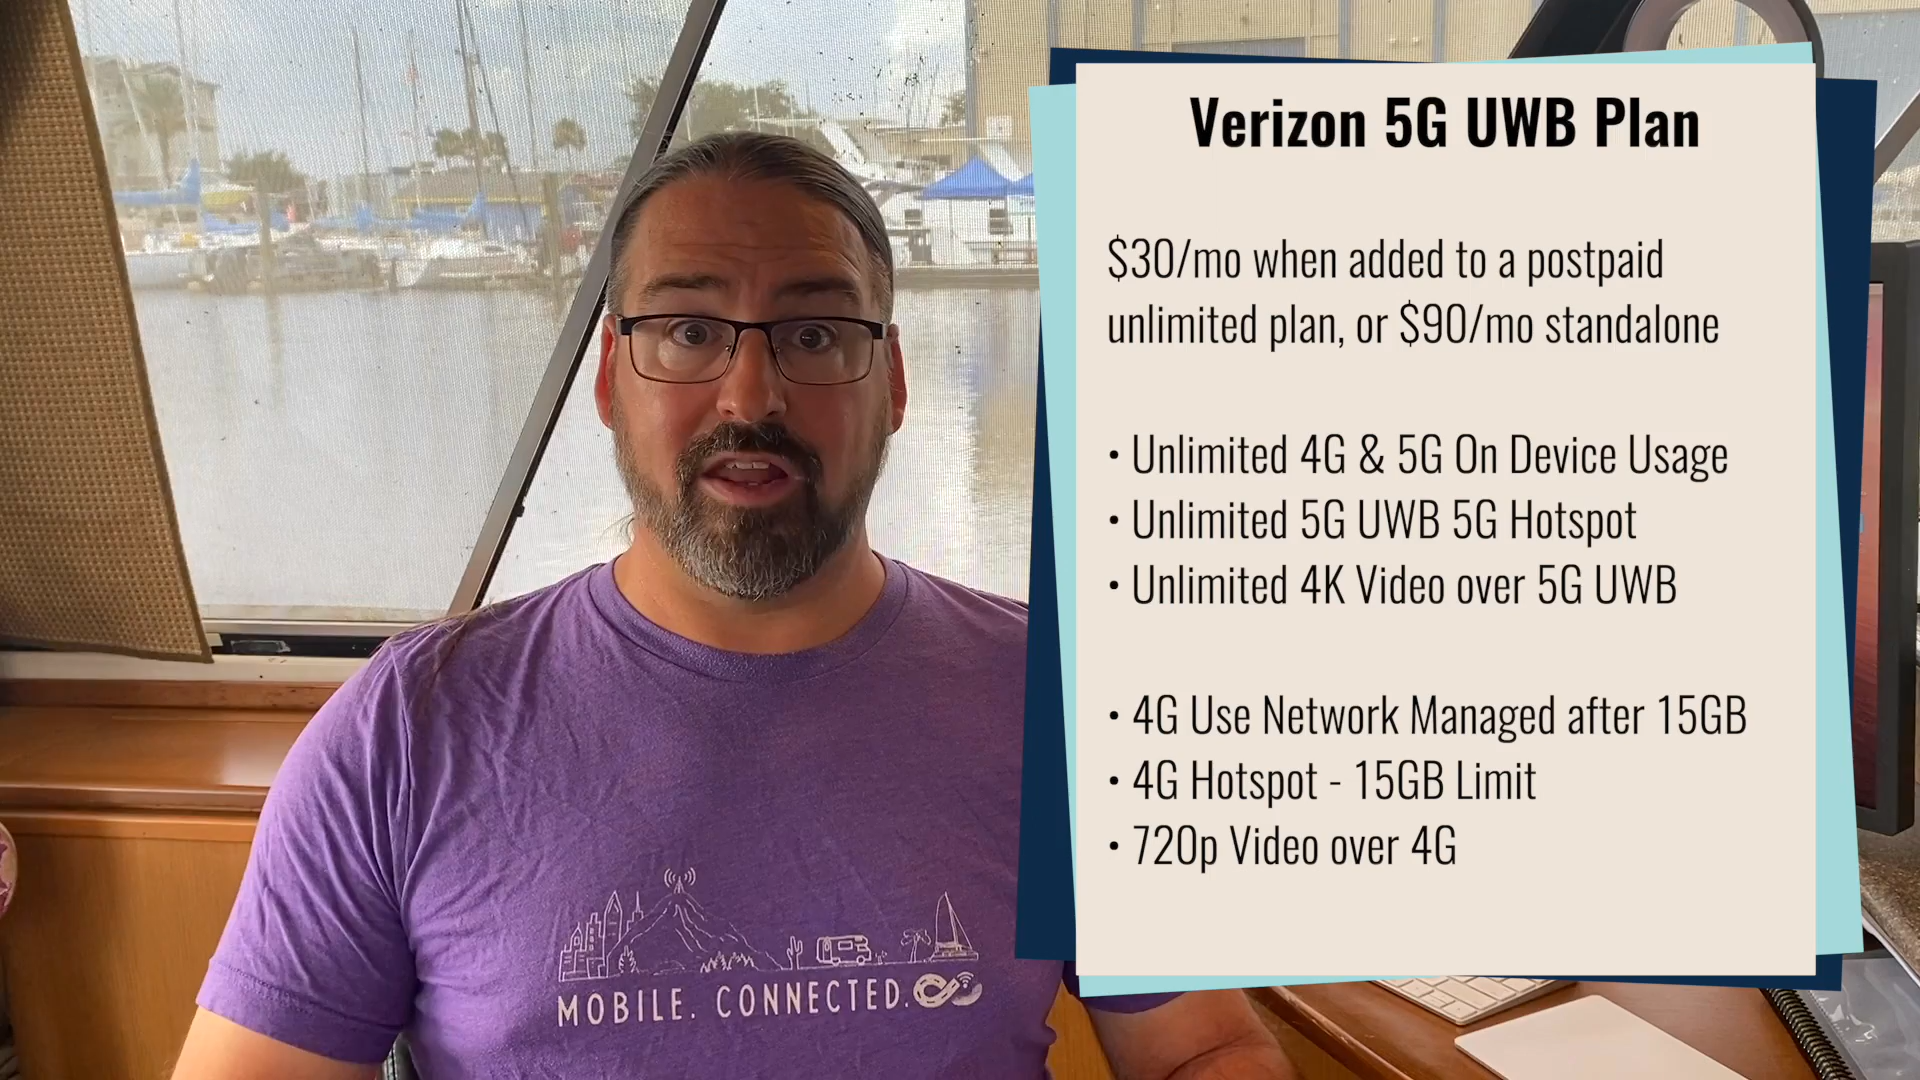 Verizon 5G UWB Plan
$30/mo when added to a postpaid
unlimited plan, or $90/mo standalone
• Unlimited 4G & 5G On Device Usage
• Unlimited 5G UWB 5G Hotspot
• Unlimited 4K Video over 5G UWB
• 4G Use Network Managed after 15GB
• 4G Hotspot - 15GB Limit
• 720p Video over 4G
MOBILE. CONNECTED.